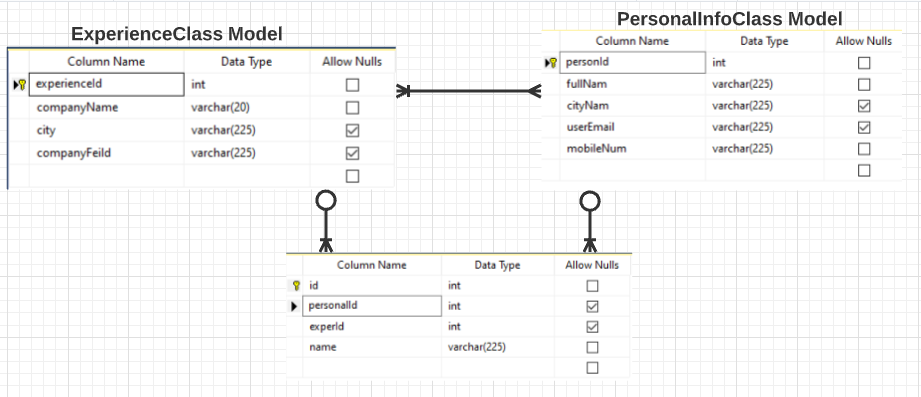 ExperienceClass Model
Column Name Data Type Allow Nulls
experienceId int
companyName varchar(20)
city varchar(225)
companyFeild varchar(225)
PersonalInfoClass Model
Column Name Data Type Allow Nulls
personId int
fullNam varchar(225)
cityNam varchar(225)
userEmail varchar(225)
mobileNum varchar(225)
Column Name Data Type Allow Nulls
id int
personalId int
experId int
name varchar(225)